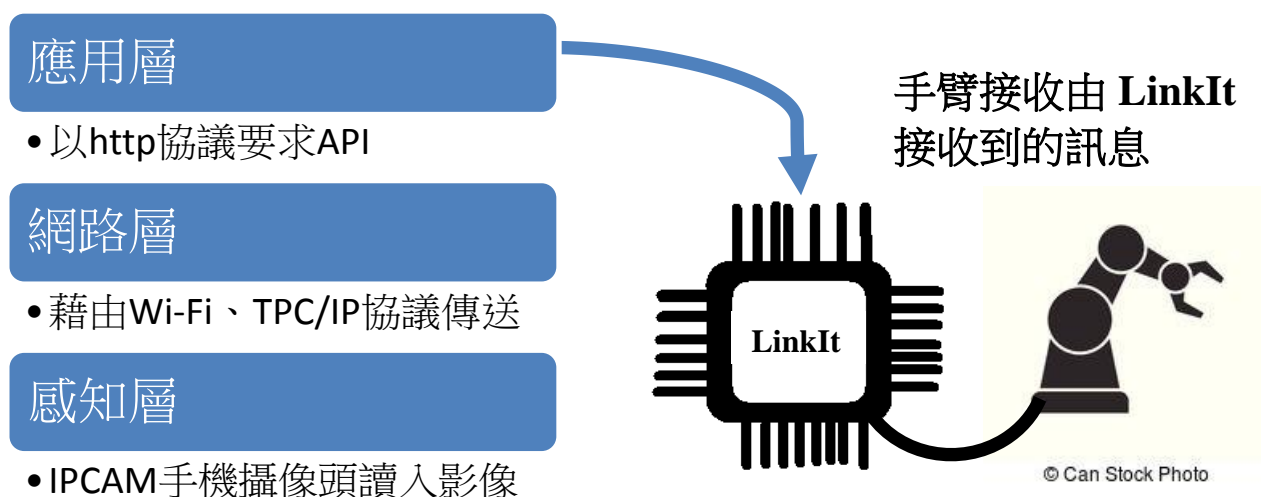 應用層
•以http協議要求API
網路層
•藉由Wi-Fi、TPC/IP協議傳送
感知層
•IPCAM手機攝像頭讀入影像
手臂接收由 LinkIt
接收到的訊息
LinkIt
© Can Stock Photo